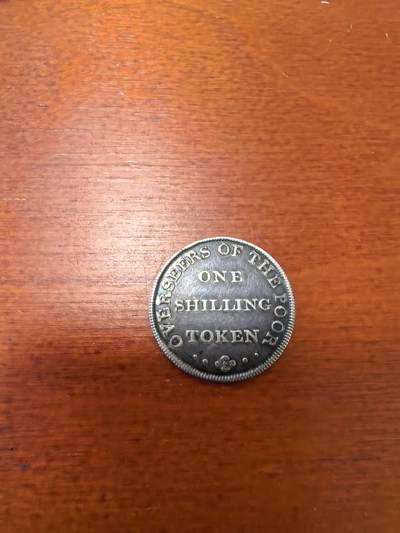 OVERSEERS OF THE POOR
ONE
SHILLING
TOKEN